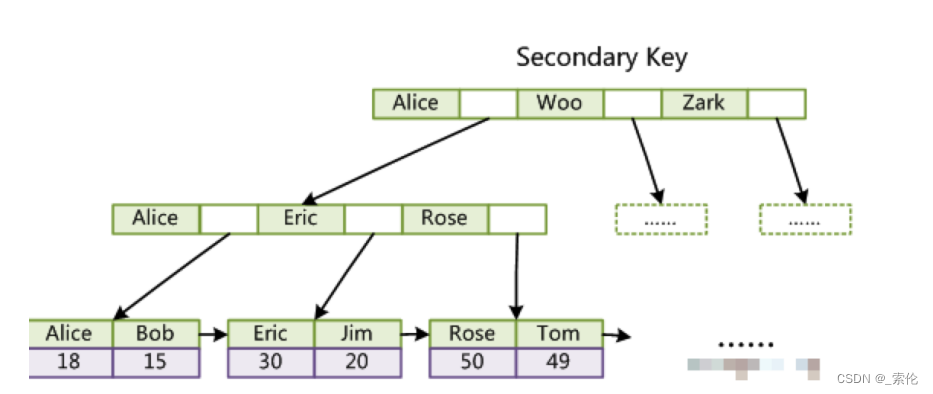 Secondary Key
Alice Woo Zark
Alice Eric Rose
...... ......
Alice Bob Eric Jim Rose Tom
18 15 30 20 50 49
......
CSDN @_索伦